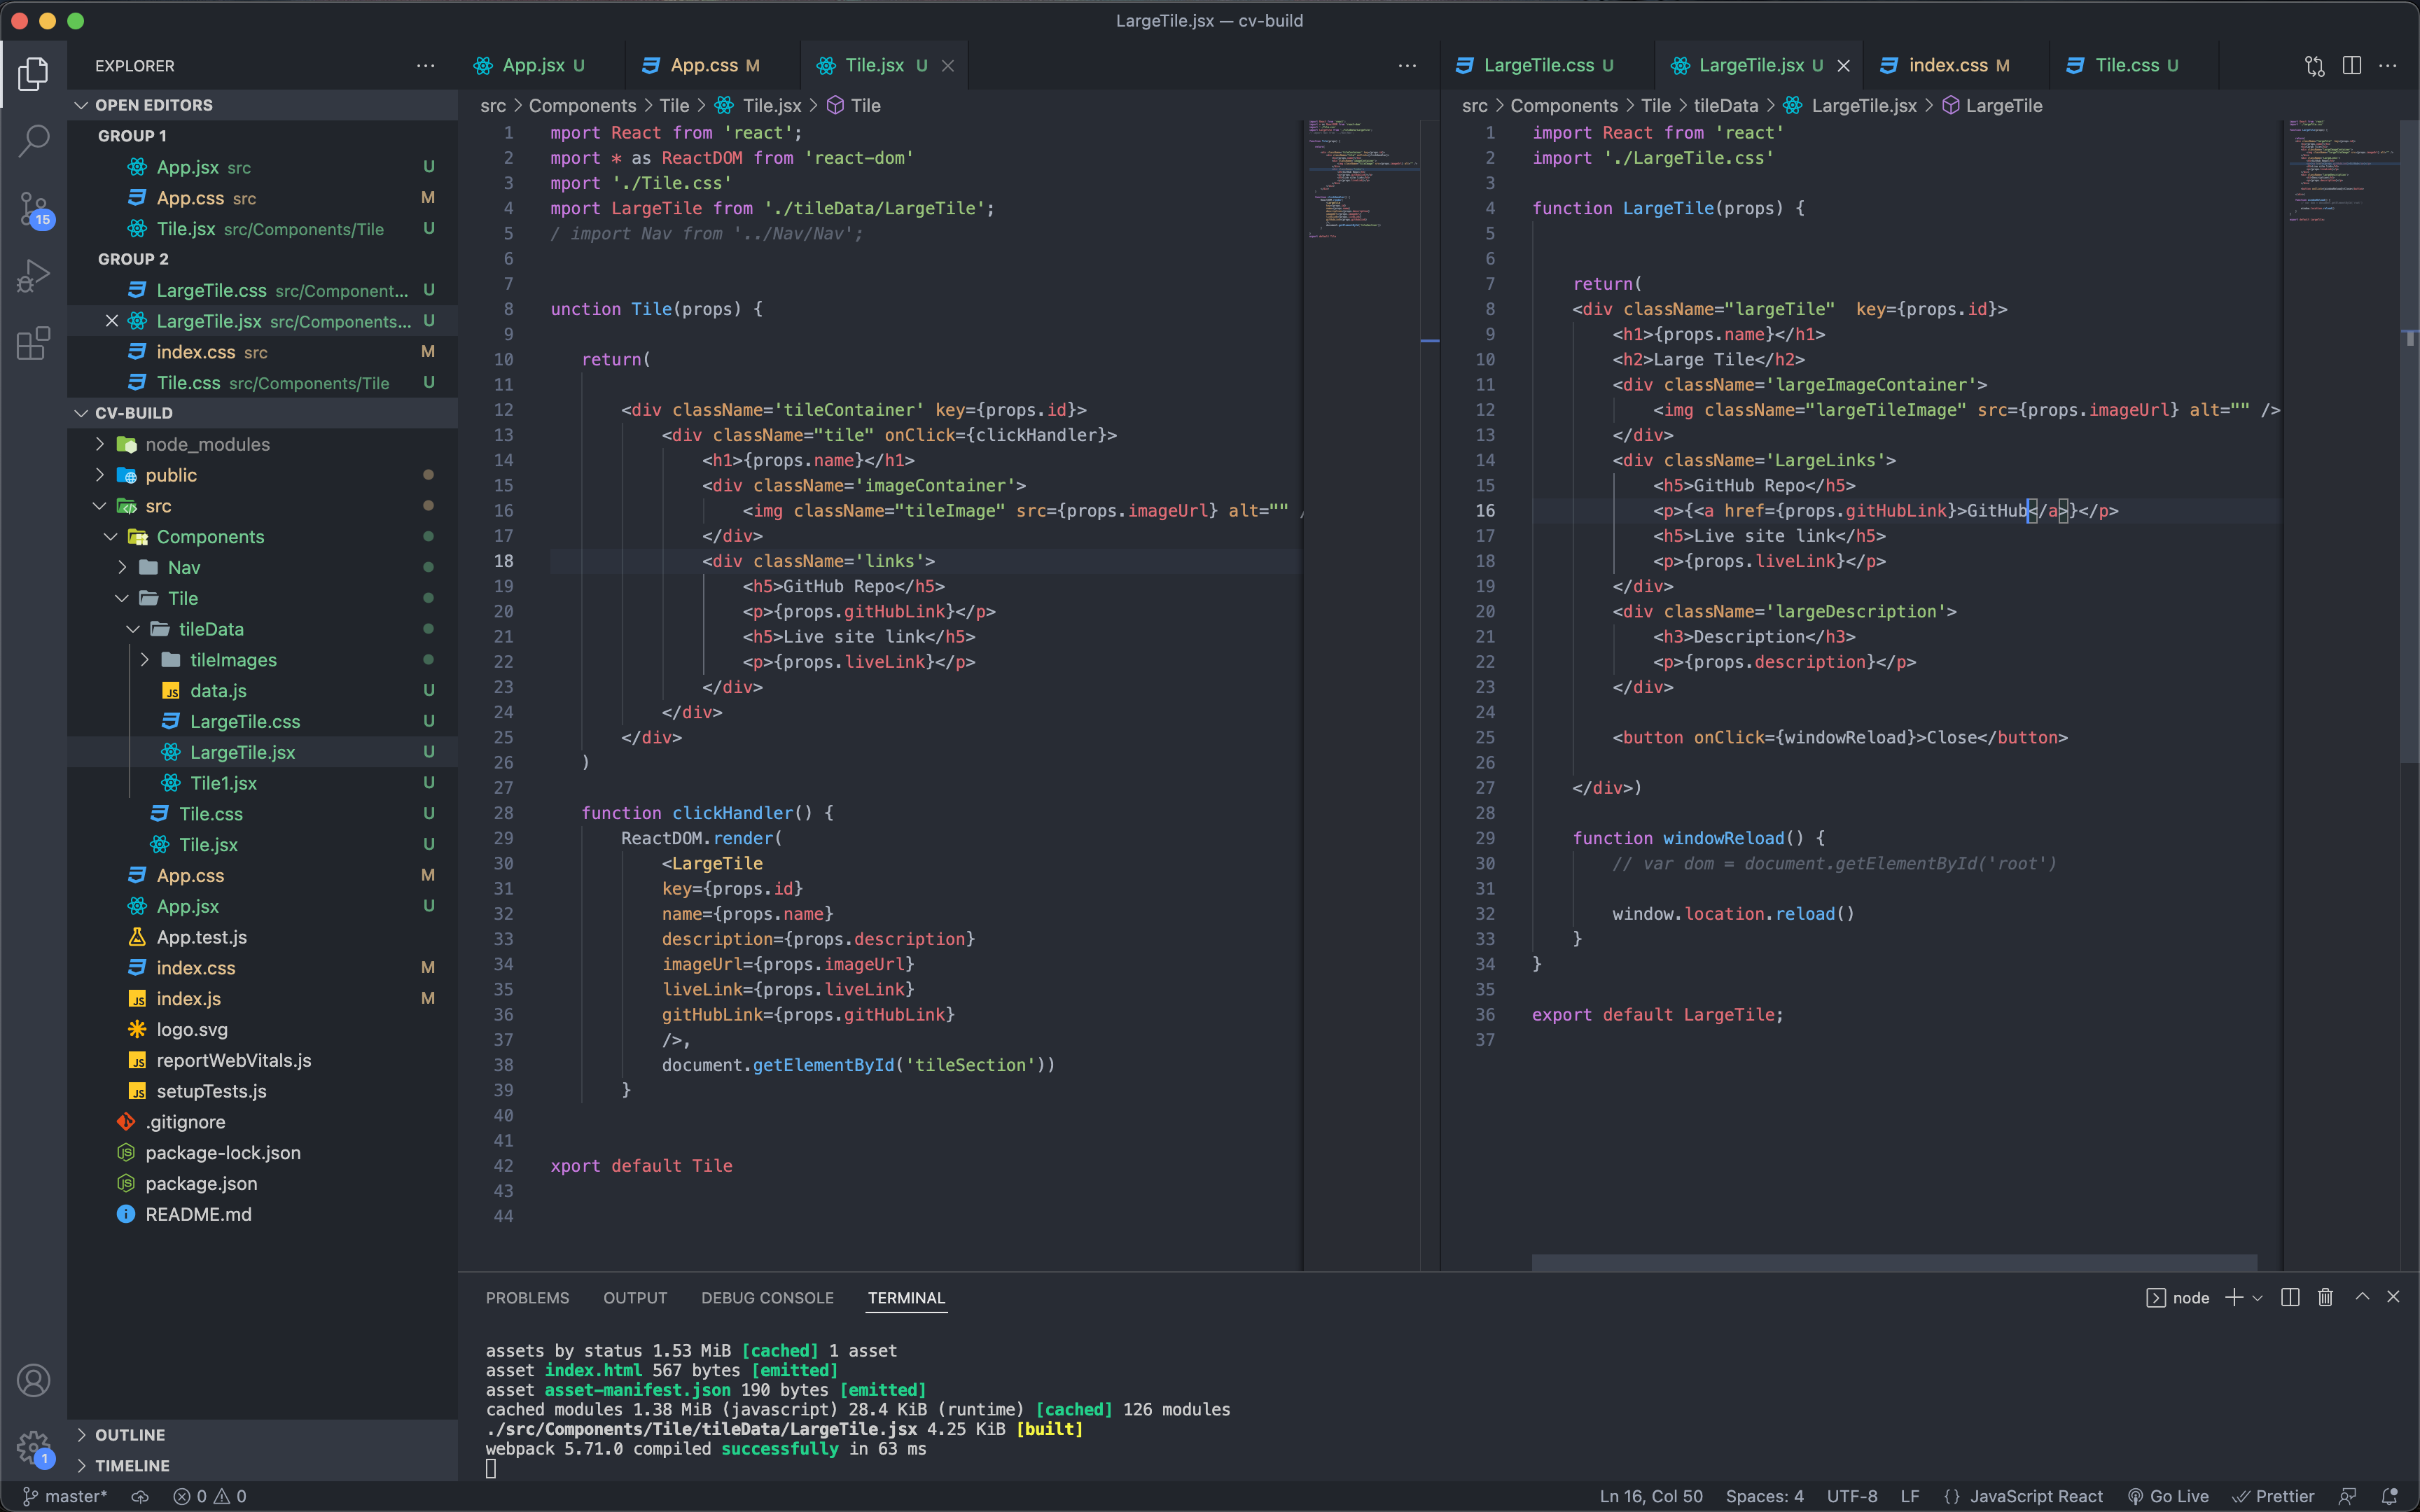 LargeTile.jsx — cv-build
EXPLORER
OPEN EDITORS
GROUP 1
App.jsx src U
App.css src M
Tile.jsx src/Components/Tile U
GROUP 2
LargeTile.css src/Component... U
LargeTile.jsx src/Components... U
index.css src M
Tile.css src/Components/Tile U
CV-BUILD
node_modules
public
src
Components
Nav
Tile
tileData
tileImages
data.js U
LargeTile.css U
LargeTile.jsx U
Tile1.jsx U
Tile.css U
Tile.jsx U
App.css M
App.jsx U
App.test.js
index.css M
index.js M
logo.svg
reportWebVitals.js
setupTests.js
.gitignore
package-lock.json
package.json
README.md
OUTLINE
TIMELINE
15
1
App.jsx U App.css M Tile.jsx U
src > Components > Tile > Tile.jsx > Tile
1 mport React from 'react';
2 mport * as ReactDOM from 'react-dom'
3 mport './Tile.css'
4 mport LargeTile from './tileData/LargeTile';
5 / import Nav from '../Nav/Nav';
6
7
8 unction Tile(props) {
9
10 return(
11
12 <div className='tileContainer' key={props.id}>
13 <div className="tile" onClick={clickHandler}>
14 <h1>{props.name}</h1>
15 <div className='imageContainer'>
16 <img className="tileImage" src={props.imageUrl} alt="" /
17 </div>
18 <div className='links'>
19 <h5>GitHub Repo</h5>
20 <p>{props.gitHubLink}</p>
21 <h5>Live site link</h5>
22 <p>{props.liveLink}</p>
23 </div>
24 </div>
25 </div>
26 )
27
28 function clickHandler() {
29 ReactDOM.render(
30 <LargeTile
31 key={props.id}
32 name={props.name}
33 description={props.description}
34 imageUrl={props.imageUrl}
35 liveLink={props.liveLink}
36 gitHubLink={props.gitHubLink}
37 />,
38 document.getElementById('tileSection'))
39 }
40
41
42 xport default Tile
43
44
LargeTile.css U LargeTile.jsx U index.css M Tile.css U
src > Components > Tile > tileData > LargeTile.jsx > LargeTile
1 import React from 'react'
2 import './LargeTile.css'
3
4 function LargeTile(props) {
5
6
7 return(
8 <div className="largeTile"  key={props.id}>
9 <h1>{props.name}</h1>
10 <h2>Large Tile</h2>
11 <div className='largeImageContainer'>
12 <img className="largeTileImage" src={props.imageUrl} alt="" />
13 </div>
14 <div className='LargeLinks'>
15 <h5>GitHub Repo</h5>
16 <p>{<a href={props.gitHubLink}>GitHub</a>}</p>
17 <h5>Live site link</h5>
18 <p>{props.liveLink}</p>
19 </div>
20 <div className='largeDescription'>
21 <h3>Description</h3>
22 <p>{props.description}</p>
23 </div>
24
25 <button onClick={windowReload}>Close</button>
26
27 </div>)
28
29 function windowReload() {
30 // var dom = document.getElementById('root')
31
32 window.location.reload()
33 }
34 }
35
36 export default LargeTile;
37
PROBLEMS OUTPUT DEBUG CONSOLE TERMINAL
node
assets by status 1.53 MiB [cached] 1 asset
asset index.html 567 bytes [emitted]
asset asset-manifest.json 190 bytes [emitted]
cached modules 1.38 MiB (javascript) 28.4 KiB (runtime) [cached] 126 modules
./src/Components/Tile/tileData/LargeTile.jsx 4.25 KiB [built]
webpack 5.71.0 compiled successfully in 63 ms
master* 0 0 Ln 16, Col 50 Spaces: 4 UTF-8 LF {} JavaScript React Go Live Prettier